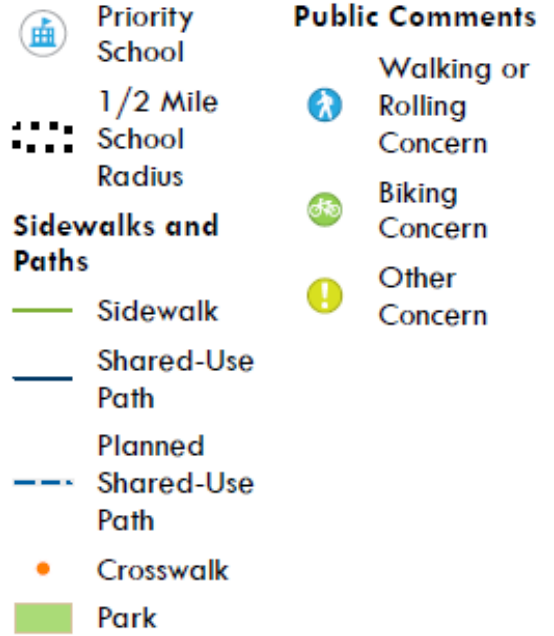 Priority
School
1/2 Mile
School
Radius
Sidewalks and
Paths
Sidewalk
Shared-Use
Path
Planned
Shared-Use
Path
Crosswalk
Park
Public Comments
Walking or
Rolling
Concern
Biking
Concern
Other
Concern